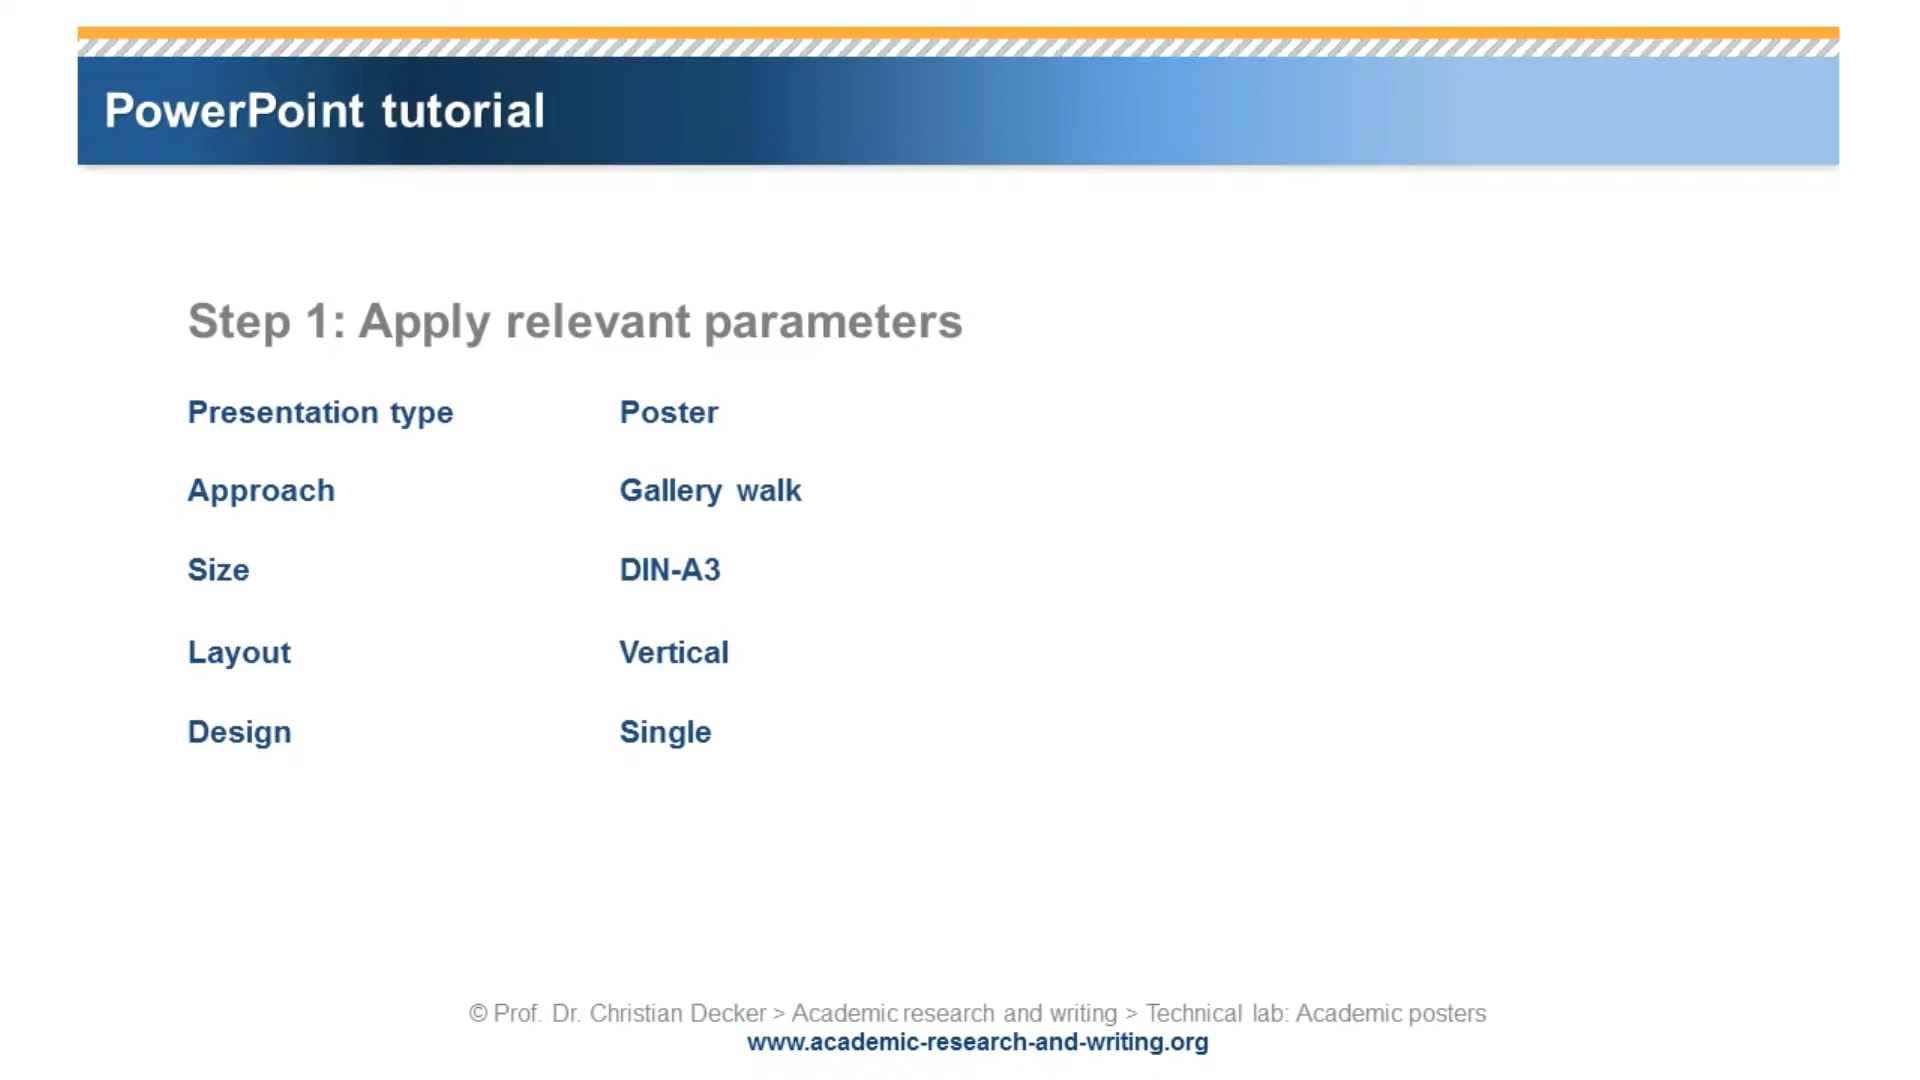 PowerPoint tutorial
Step 1: Apply relevant parameters
Presentation type Poster
Approach Gallery walk
Size DIN-A3
Layout Vertical
Design Single
© Prof. Dr. Christian Decker > Academic research and writing > Technical lab: Academic posters
www.academic-research-and-writing.org